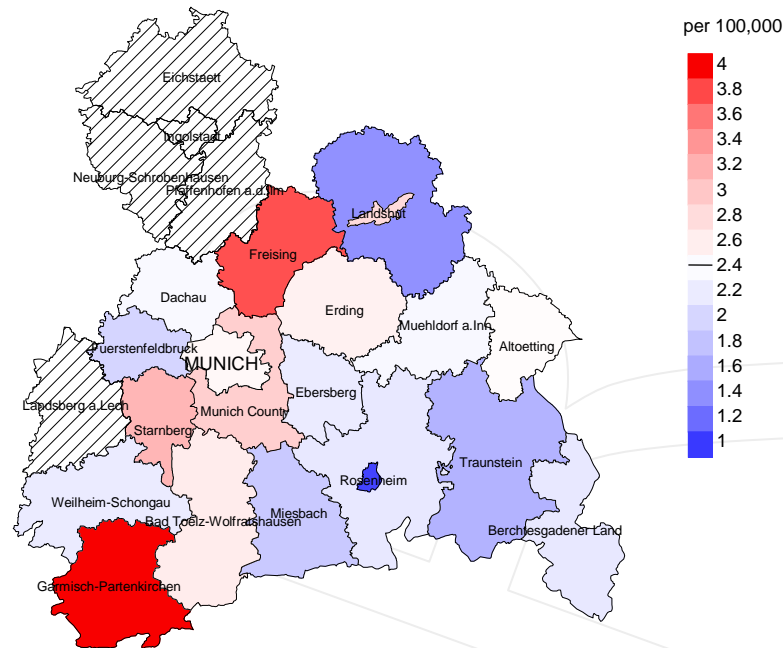 per 100,000
4
3.8
3.6
3.4
3.2
3
2.8
2.6
2.4
2.2
2
1.8
1.6
1.4
1.2
1
Eichstaett
Ingolstadt
Neuburg-Schrobenhausen
Pfaffenhofen a.d.Ilm
Landshut
Freising
Dachau
Erding
Muehldorf a.Inn
Altoetting
Fuerstenfeldbruck
MUNICH
Ebersberg
Landsberg a.Lech
Munich County
Starnberg
Traunstein
Rosenheim
Weilheim-Schongau
Miesbach
Bad Toelz-Wolfratshausen
Berchtesgadener Land
Garmisch-Partenkirchen